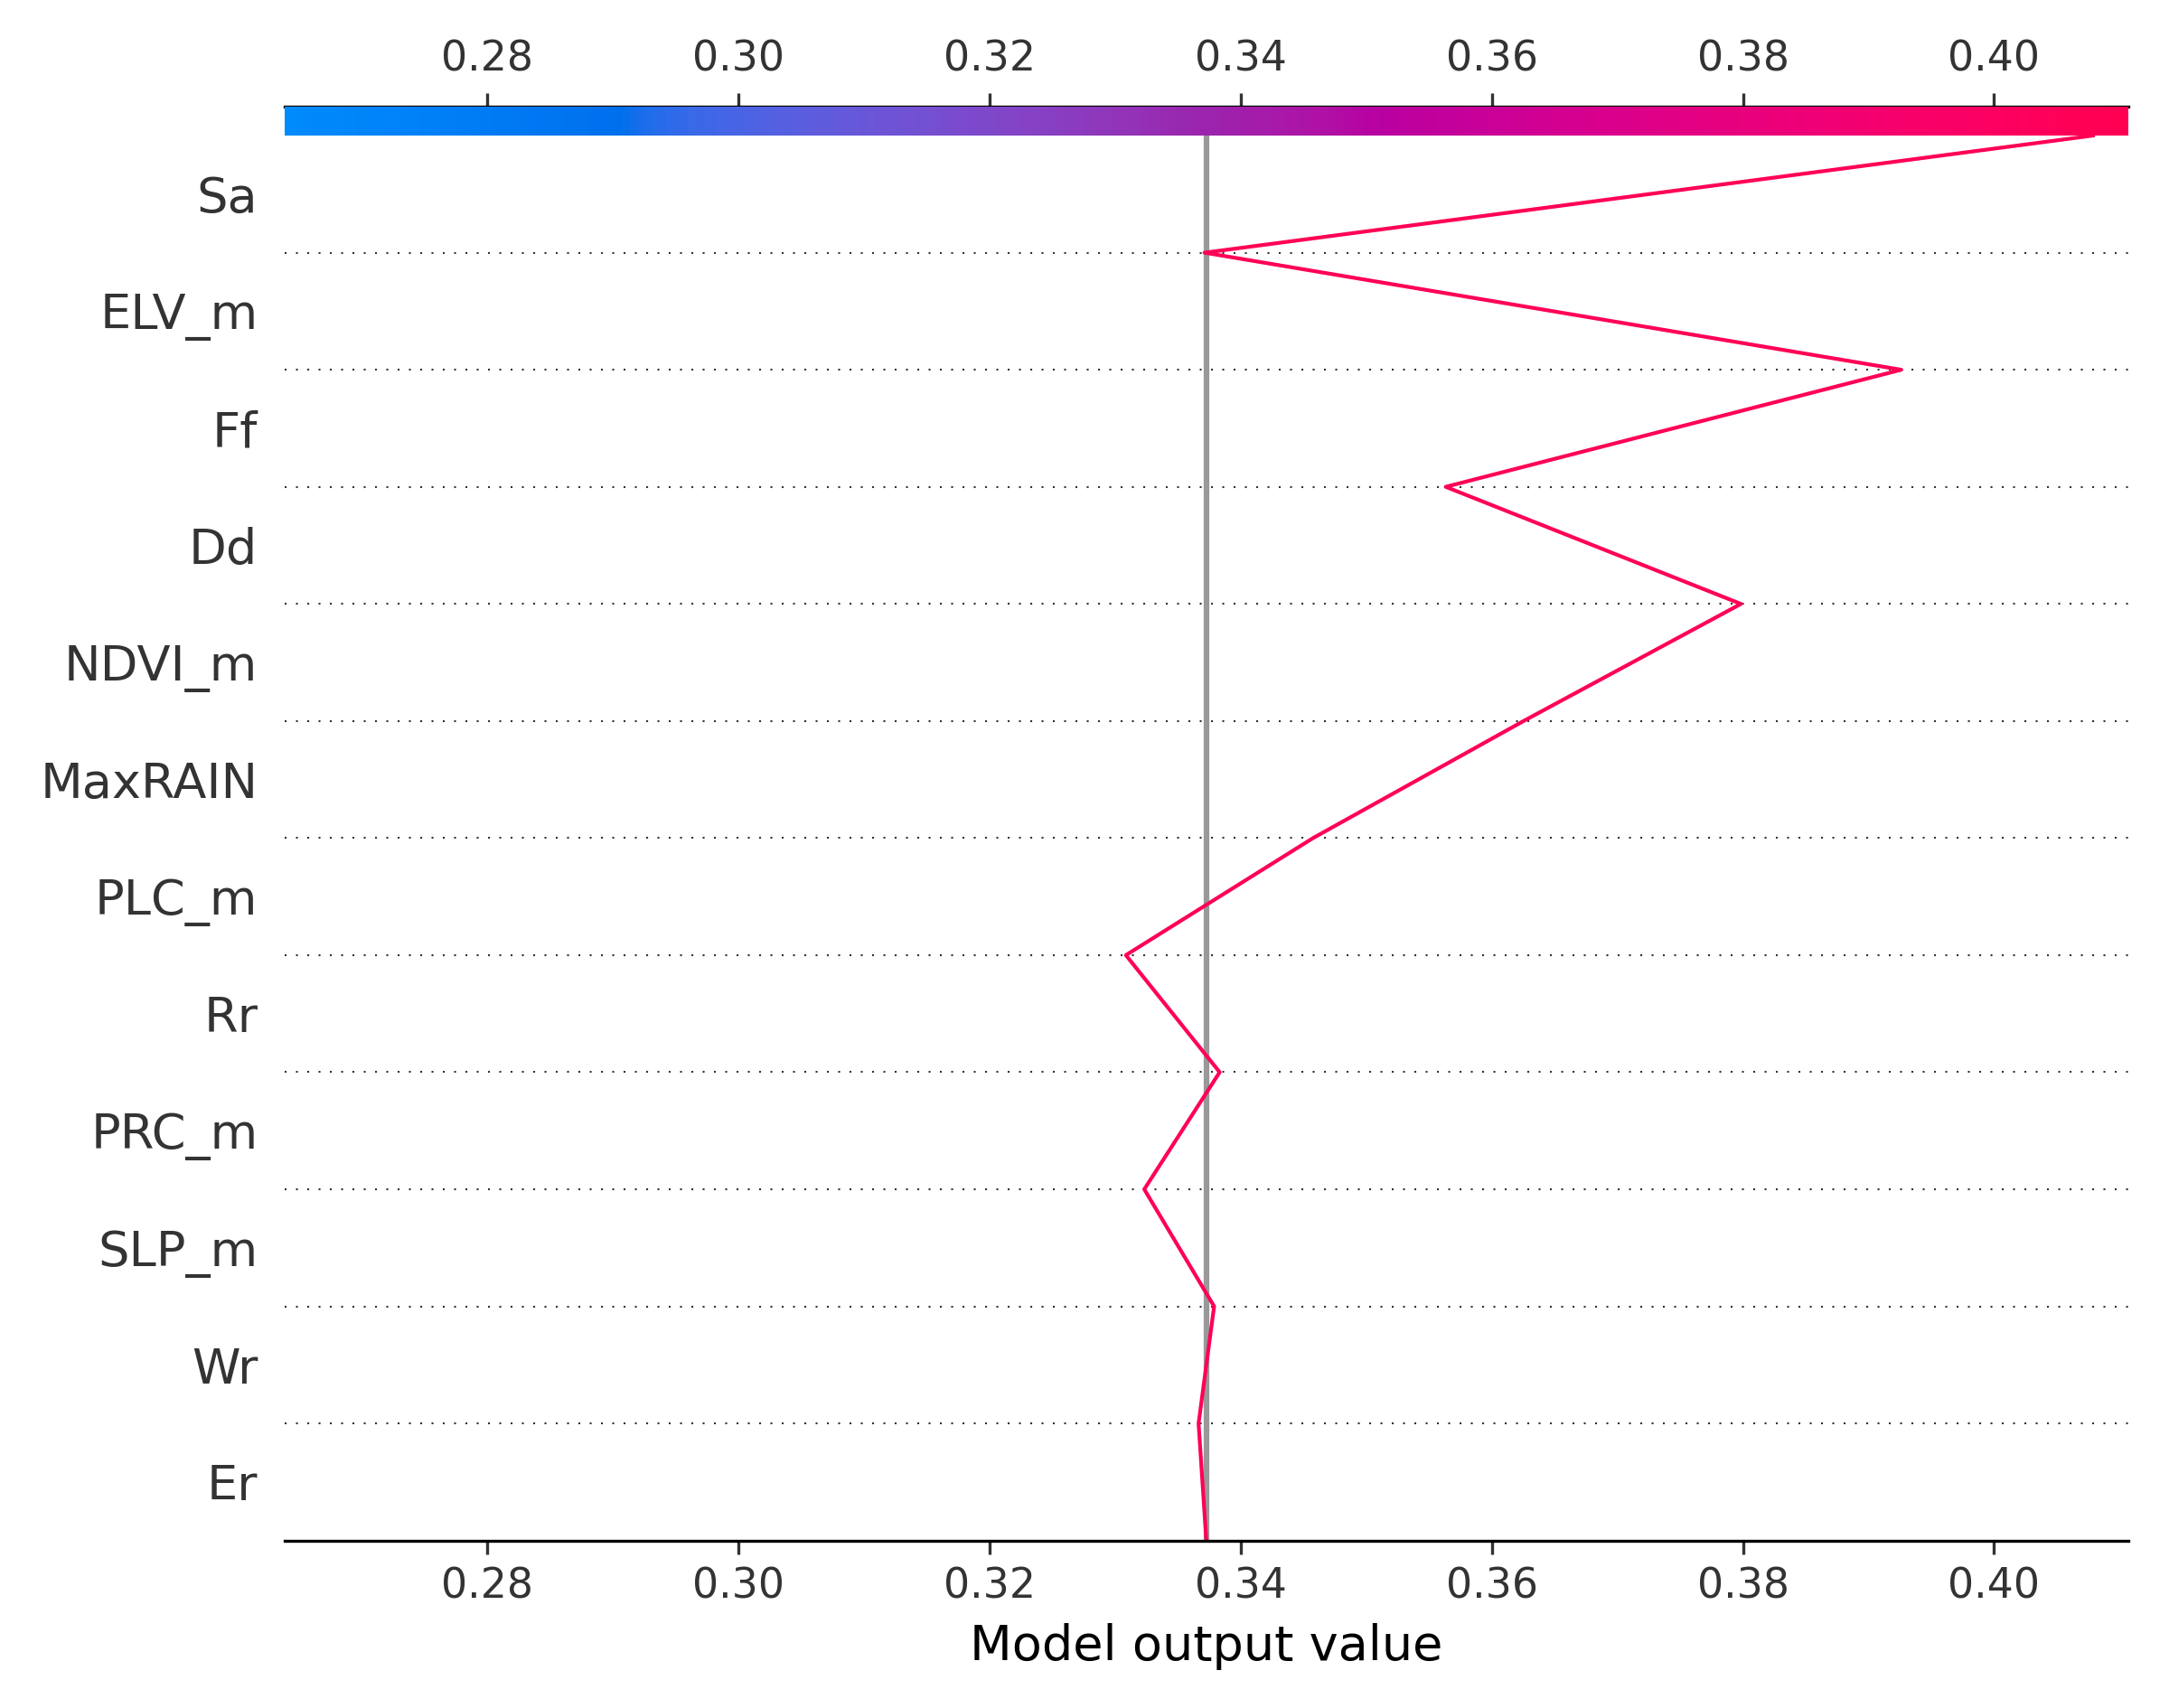 0.28 0.30 0.32 0.34 0.36 0.38 0.40
Sa
ELV_m
Ff
Dd
NDVI_m
MaxRAIN
PLC_m
Rr
PRC_m
SLP_m
Wr
Er
0.28 0.30 0.32 0.34 0.36 0.38 0.40
Model output value